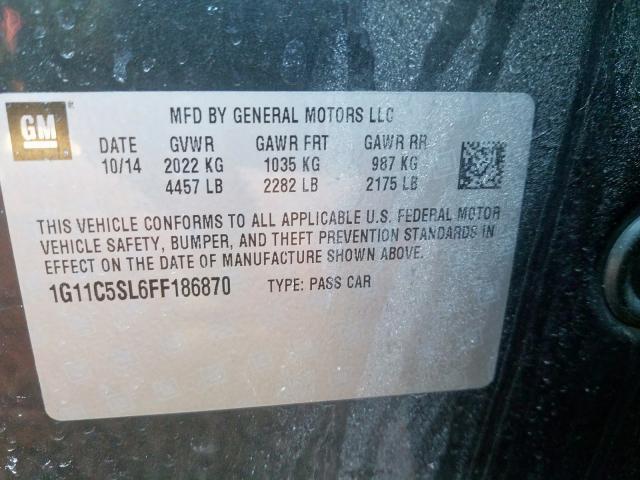 GM
MFD BY GENERAL MOTORS LLC
DATE GVWR GAWR FRT GAWR RR
10/14 2022 KG 1035 KG 987 KG
4457 LB 2282 LB 2175 LB
THIS VEHICLE CONFORMS TO ALL APPLICABLE U.S. FEDERAL MOTOR
VEHICLE SAFETY, BUMPER, AND THEFT PREVENTION STANDARDS IN
EFFECT ON THE DATE OF MANUFACTURE SHOWN ABOVE.
1G11C5SL6FF186870 TYPE: PASS CAR